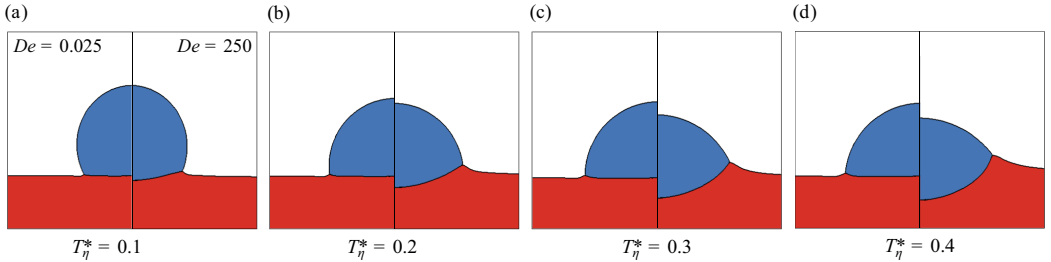 (a)
(b)
(c)
(d)
De = 0.025
De = 250
T*η = 0.1
T*η = 0.2
T*η = 0.3
T*η = 0.4